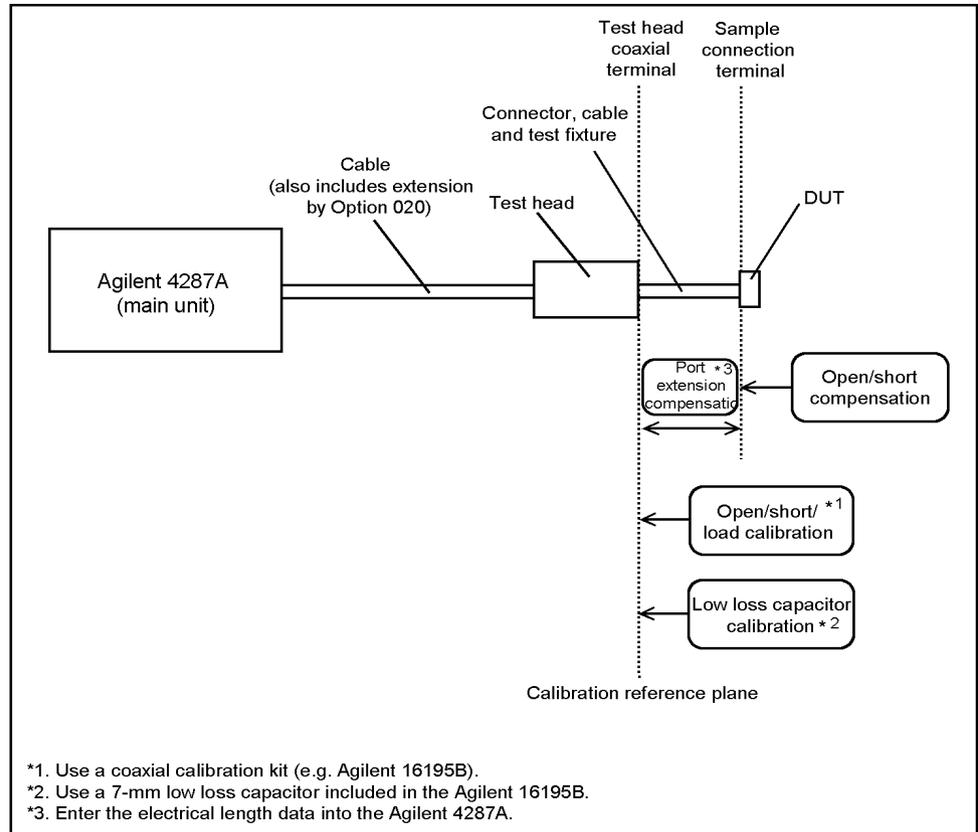 Test head
coaxial
terminal
Sample
connection
terminal
Connector, cable
and test fixture
Cable
(also includes extension
by Option 020)
Test head
DUT
Agilent 4287A
(main unit)
Port *3
extension
compensatio
Open/short
compensation
Open/short/ *1
load calibration
Low loss capacitor
calibration *2
Calibration reference plane
*1. Use a coaxial calibration kit (e.g. Agilent 16195B).
*2. Use a 7-mm low loss capacitor included in the Agilent 16195B.
*3. Enter the electrical length data into the Agilent 4287A.